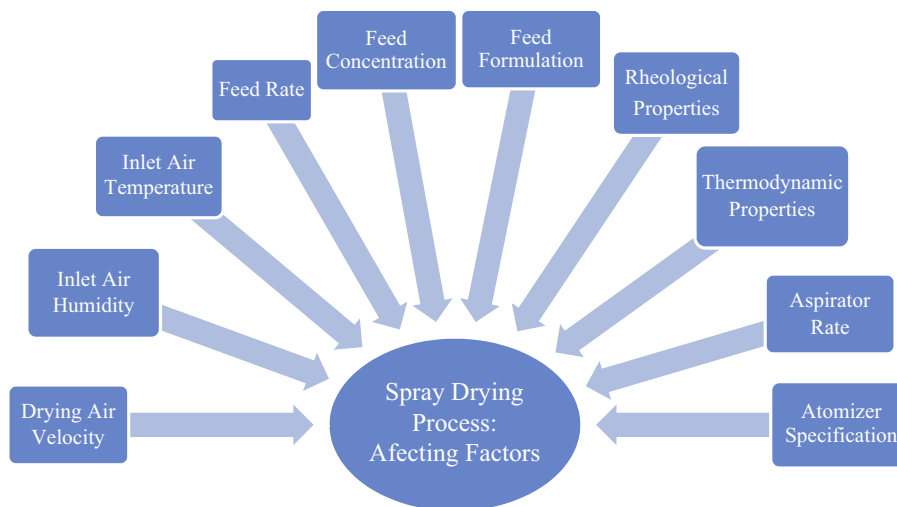 Feed
Concentration
Feed
Formulation
Feed Rate
Rheological
Properties
Inlet Air
Temperature
Thermodynamic
Properties
Inlet Air
Humidity
Aspirator
Rate
Drying Air
Velocity
Spray Drying
Process:
Afecting Factors
Atomizer
Specification